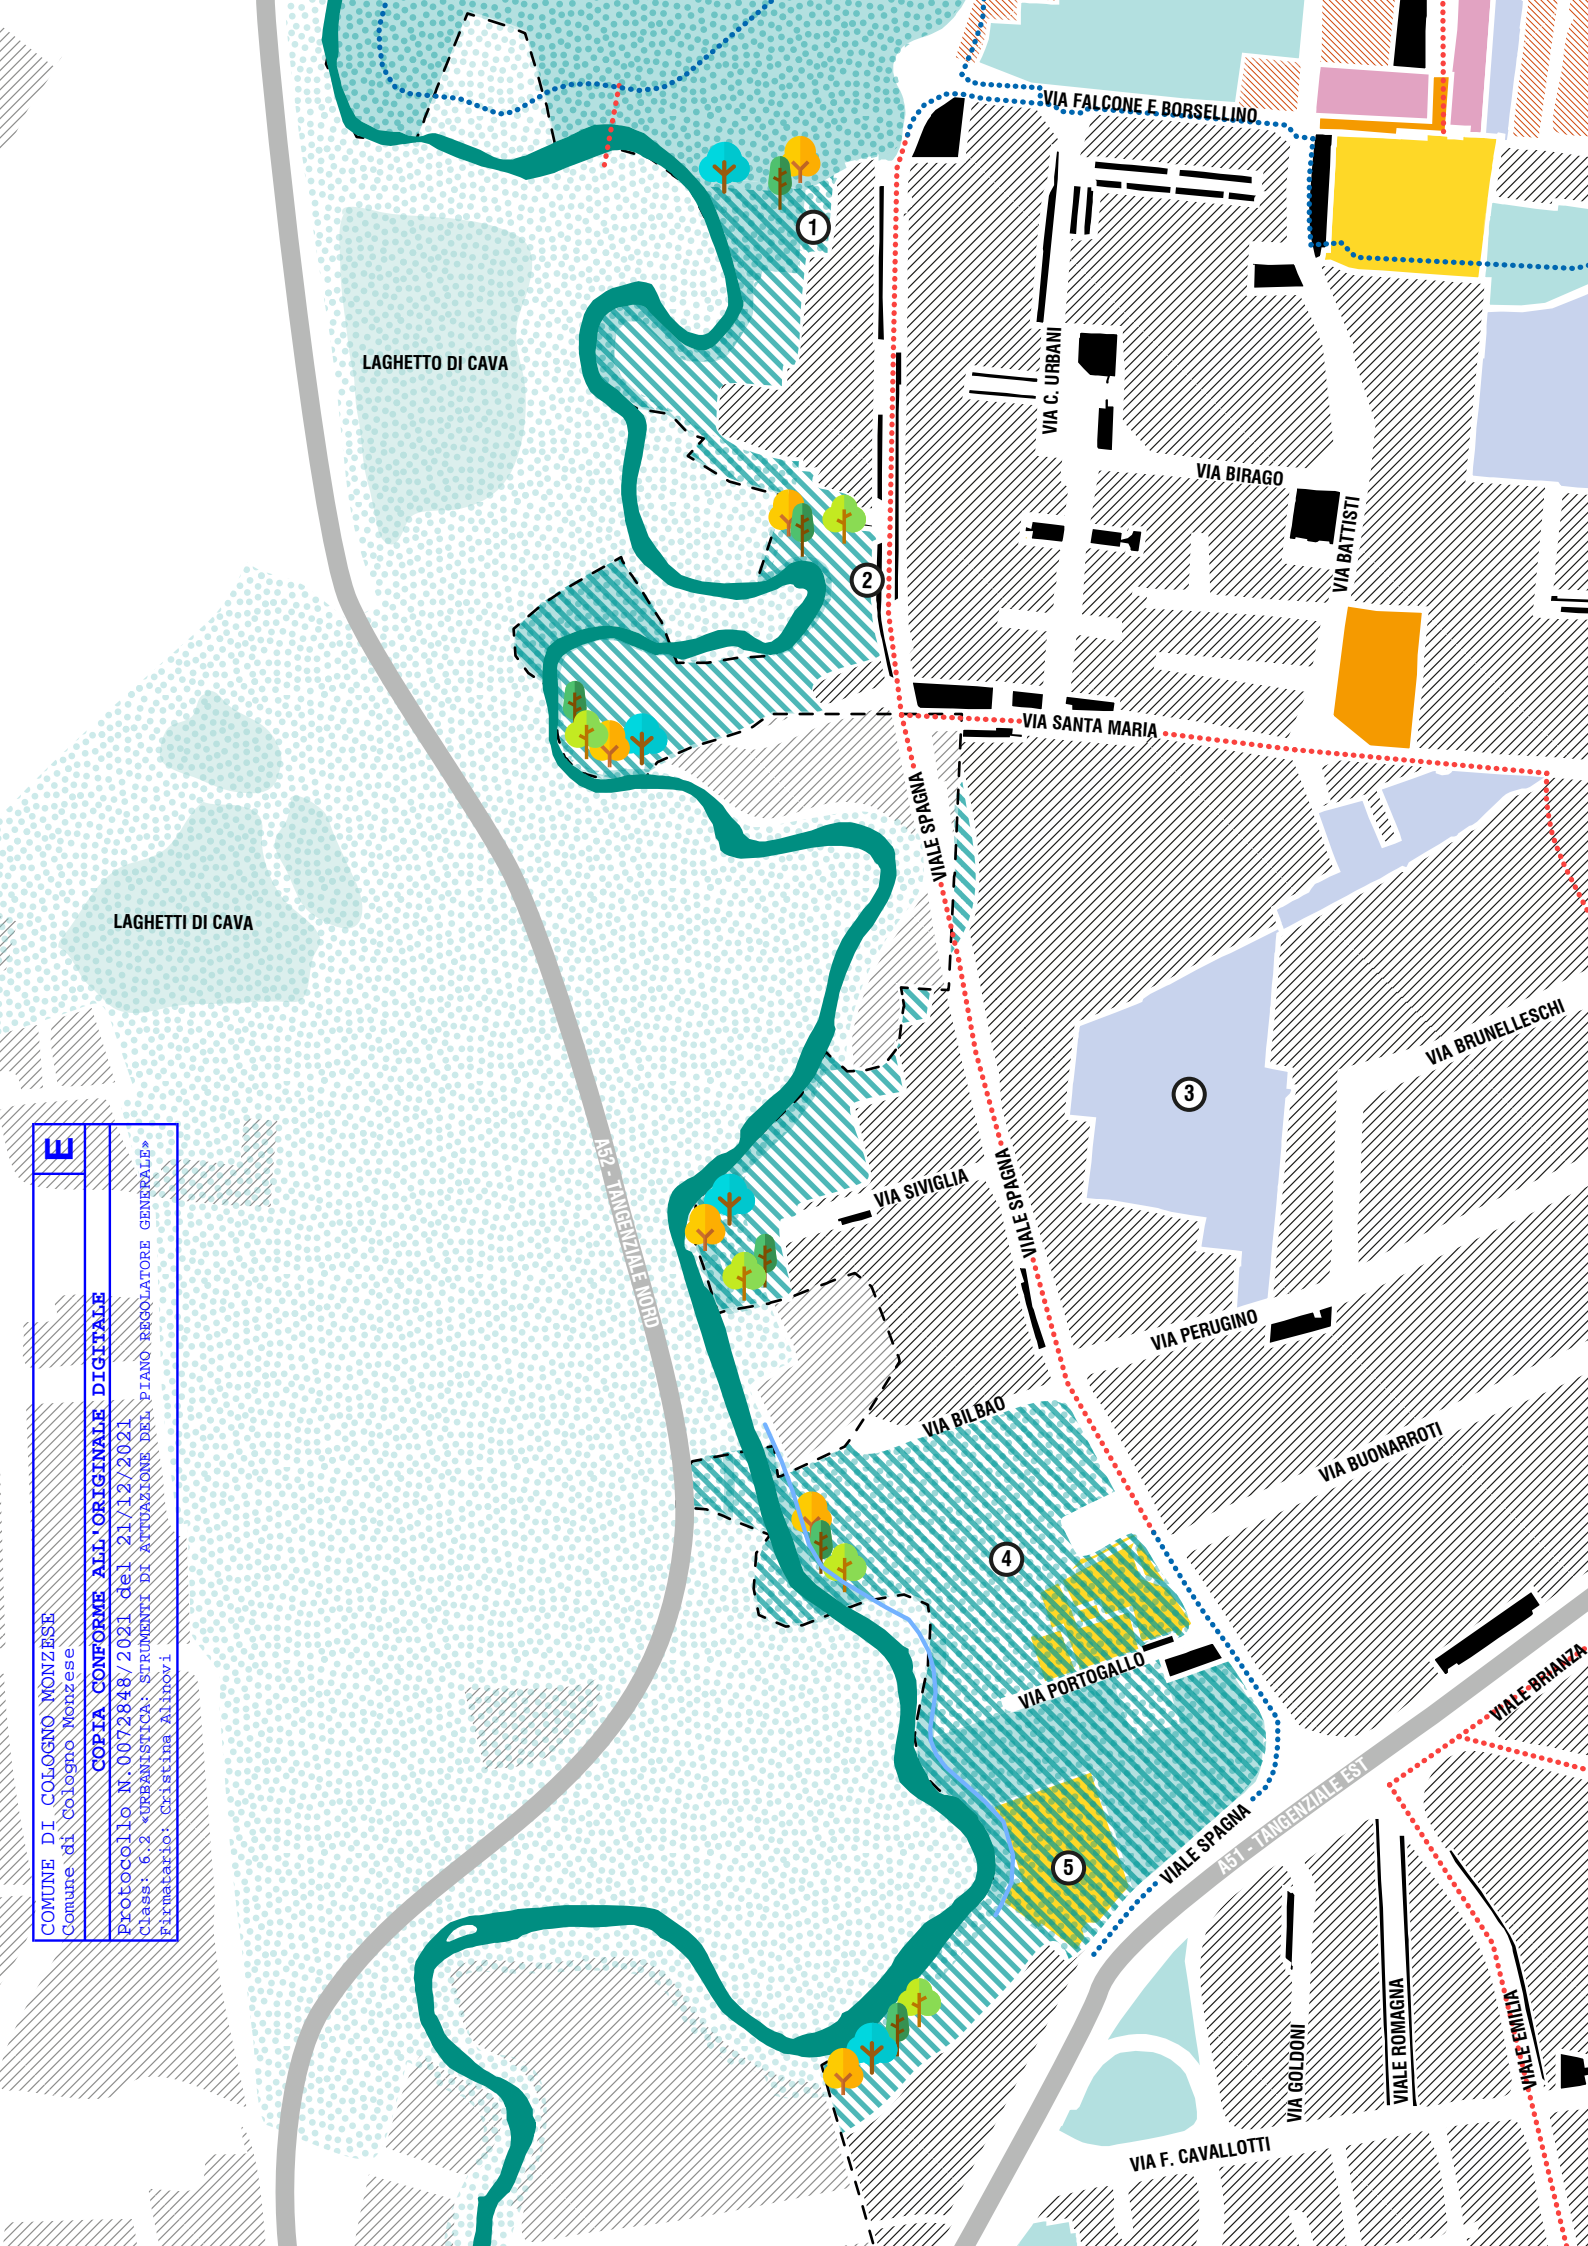 VIA FALCONE E BORSELLINO
1
LAGHETTO DI CAVA
VIA C. URBANI
VIA BIRAGO
VIA BATTISTI
2
VIA SANTA MARIA
VIALE SPAGNA
LAGHETTI DI CAVA
VIA BRUNELLESCHI
3
A52 - TANGENZIALE NORD
VIA SIVIGLIA
VIALE SPAGNA
VIA PERUGINO
VIA BILBAO
VIA BUONARROTI
4
VIA PORTOGALLO
VIALE BRIANZA
VIALE SPAGNA
A51 - TANGENZIALE EST
5
VIA GOLDONI
VIALE ROMAGNA
VIALE EMILIA
VIA F. CAVALLOTTI
E
COMUNE DI COLOGNO MONZESE
Comune di Cologno Monzese
COPIA CONFORME ALL'ORIGINALE DIGITALE
Protocollo N.0072848/2021 del 21/12/2021
Class: 6.2 «URBANISTICA: STRUMENTI DI ATTUAZIONE DEL PIANO REGOLATORE GENERALE»
Firmatario: Cristina Alinovi